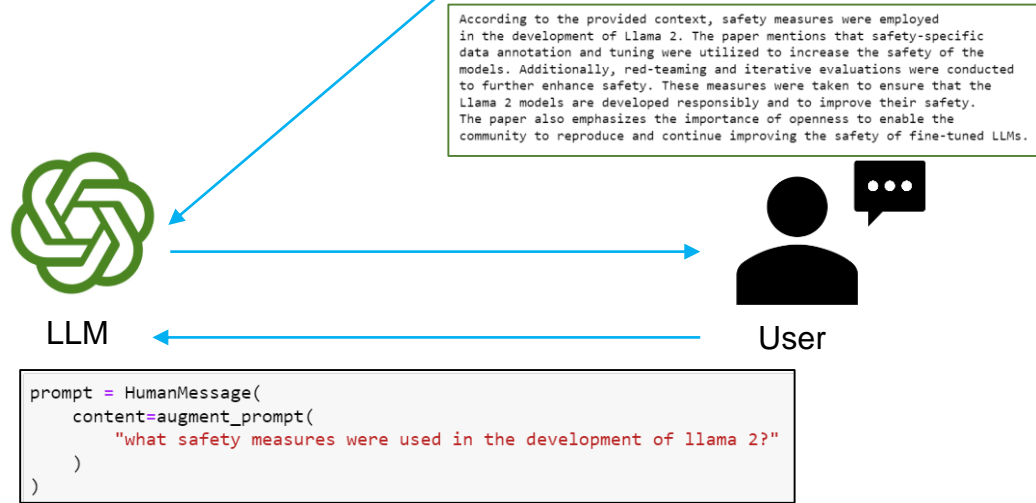 According to the provided context, safety measures were employed
in the development of Llama 2. The paper mentions that safety-specific
data annotation and tuning were utilized to increase the safety of the
models. Additionally, red-teaming and iterative evaluations were conducted
to further enhance safety. These measures were taken to ensure that the
Llama 2 models are developed responsibly and to improve their safety.
The paper also emphasizes the importance of openness to enable the
community to reproduce and continue improving the safety of fine-tuned LLMs.
LLM
User
prompt = HumanMessage(
    content=augment_prompt(
        "what safety measures were used in the development of llama 2?"
    )
)